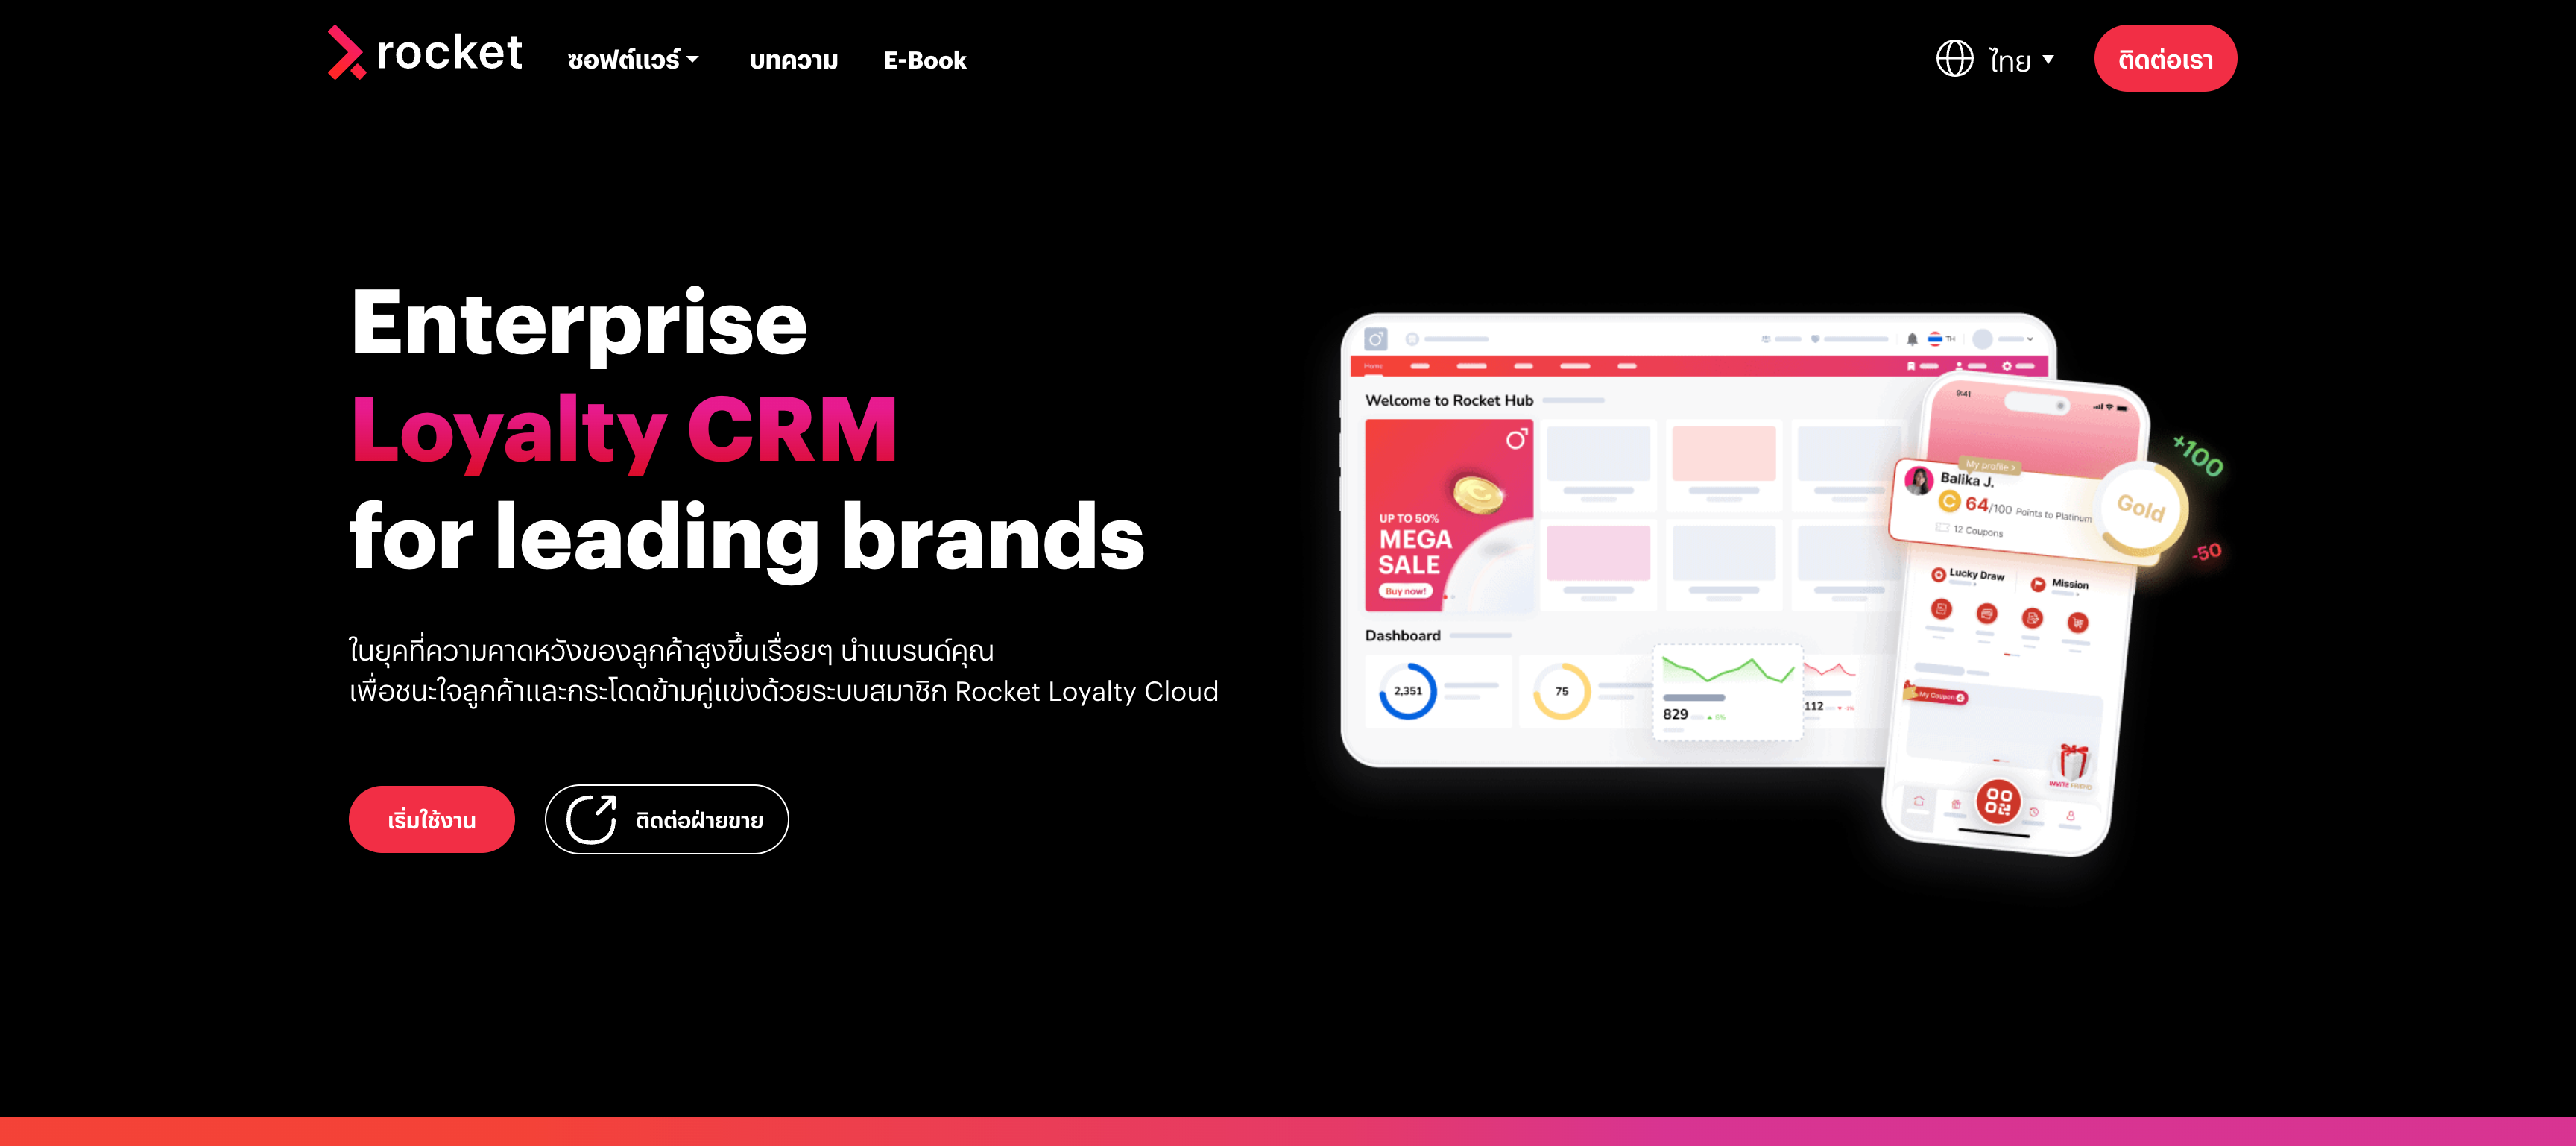 rocket
ซอฟต์แวร์
บทความ
E-Book
ไทย
ติดต่อเรา
Enterprise
Loyalty CRM
for leading brands
ในยุคที่ความคาดหวังของลูกค้าสูงขึ้นเรื่อยๆ นำแบรนด์คุณ
เพื่อชนะใจลูกค้าและกระโดดข้ามคู่แข่งด้วยระบบสมาชิก Rocket Loyalty Cloud
เริ่มใช้งาน
ติดต่อฝ่ายขาย
TH
Home
Welcome to Rocket Hub
UP TO 50%
MEGA
SALE
Buy now!
Dashboard
2,351
75
829
112
9:41
My profile >
Balika J.
64/100 Points to Platinum
12 Coupons
Gold
+100
-50
Lucky Draw
Mission
My Coupon
INVITE FRIEND